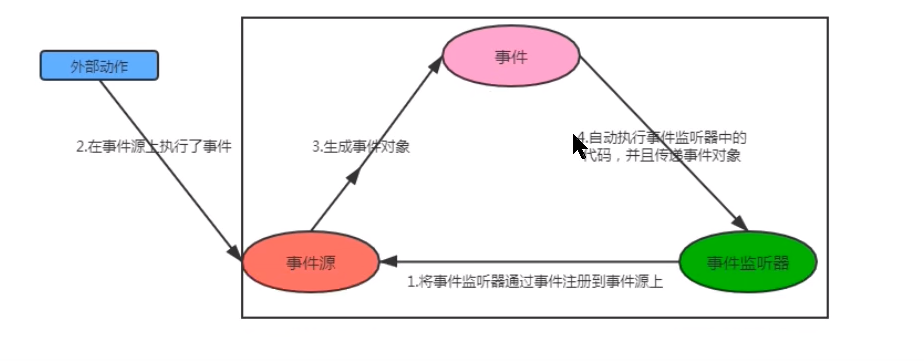 事件
外部动作
4.自动执行事件监听器中的
2.在事件源上执行了事件
3.生成事件对象
代码，并且传递事件对象
事件源
事件监听器
1.将事件监听器通过事件注册到事件源上